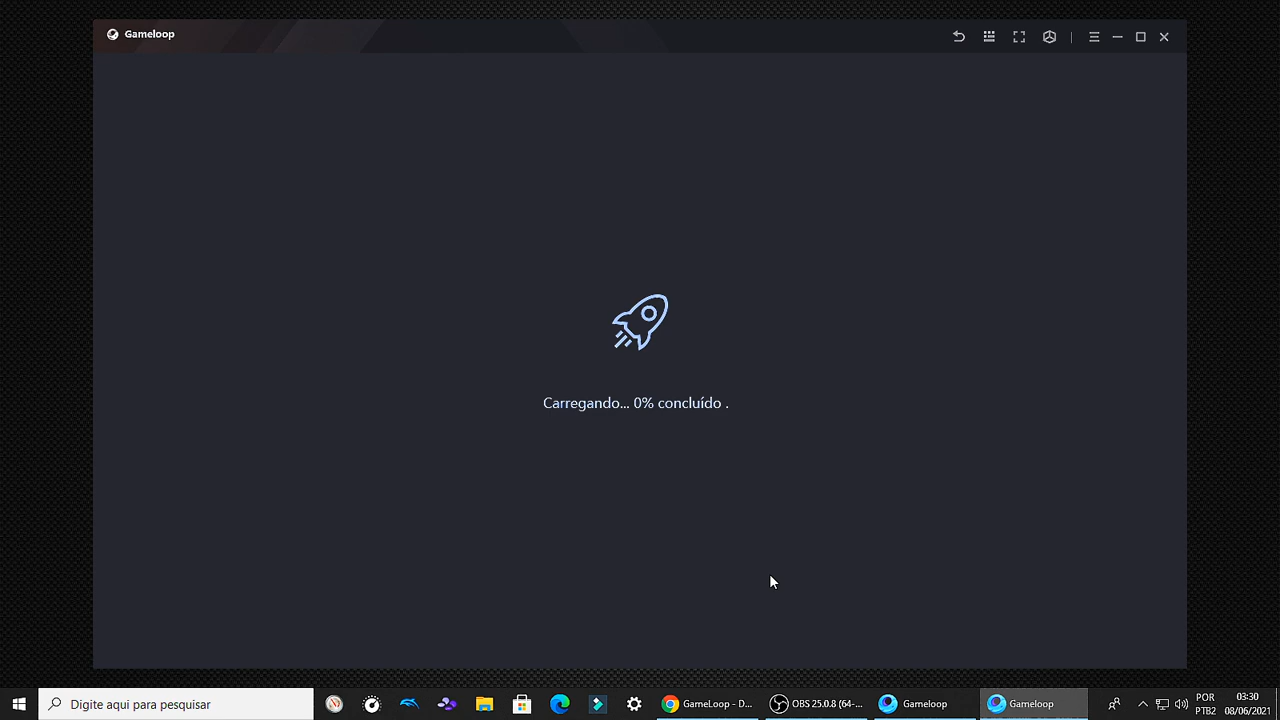 Gameloop
Carregando... 0% concluído .
Digite aqui para pesquisar
GameLoop - D...
OBS 25.0.8 (64-...
Gameloop
Gameloop
POR
PTB2
03:30
08/06/2021